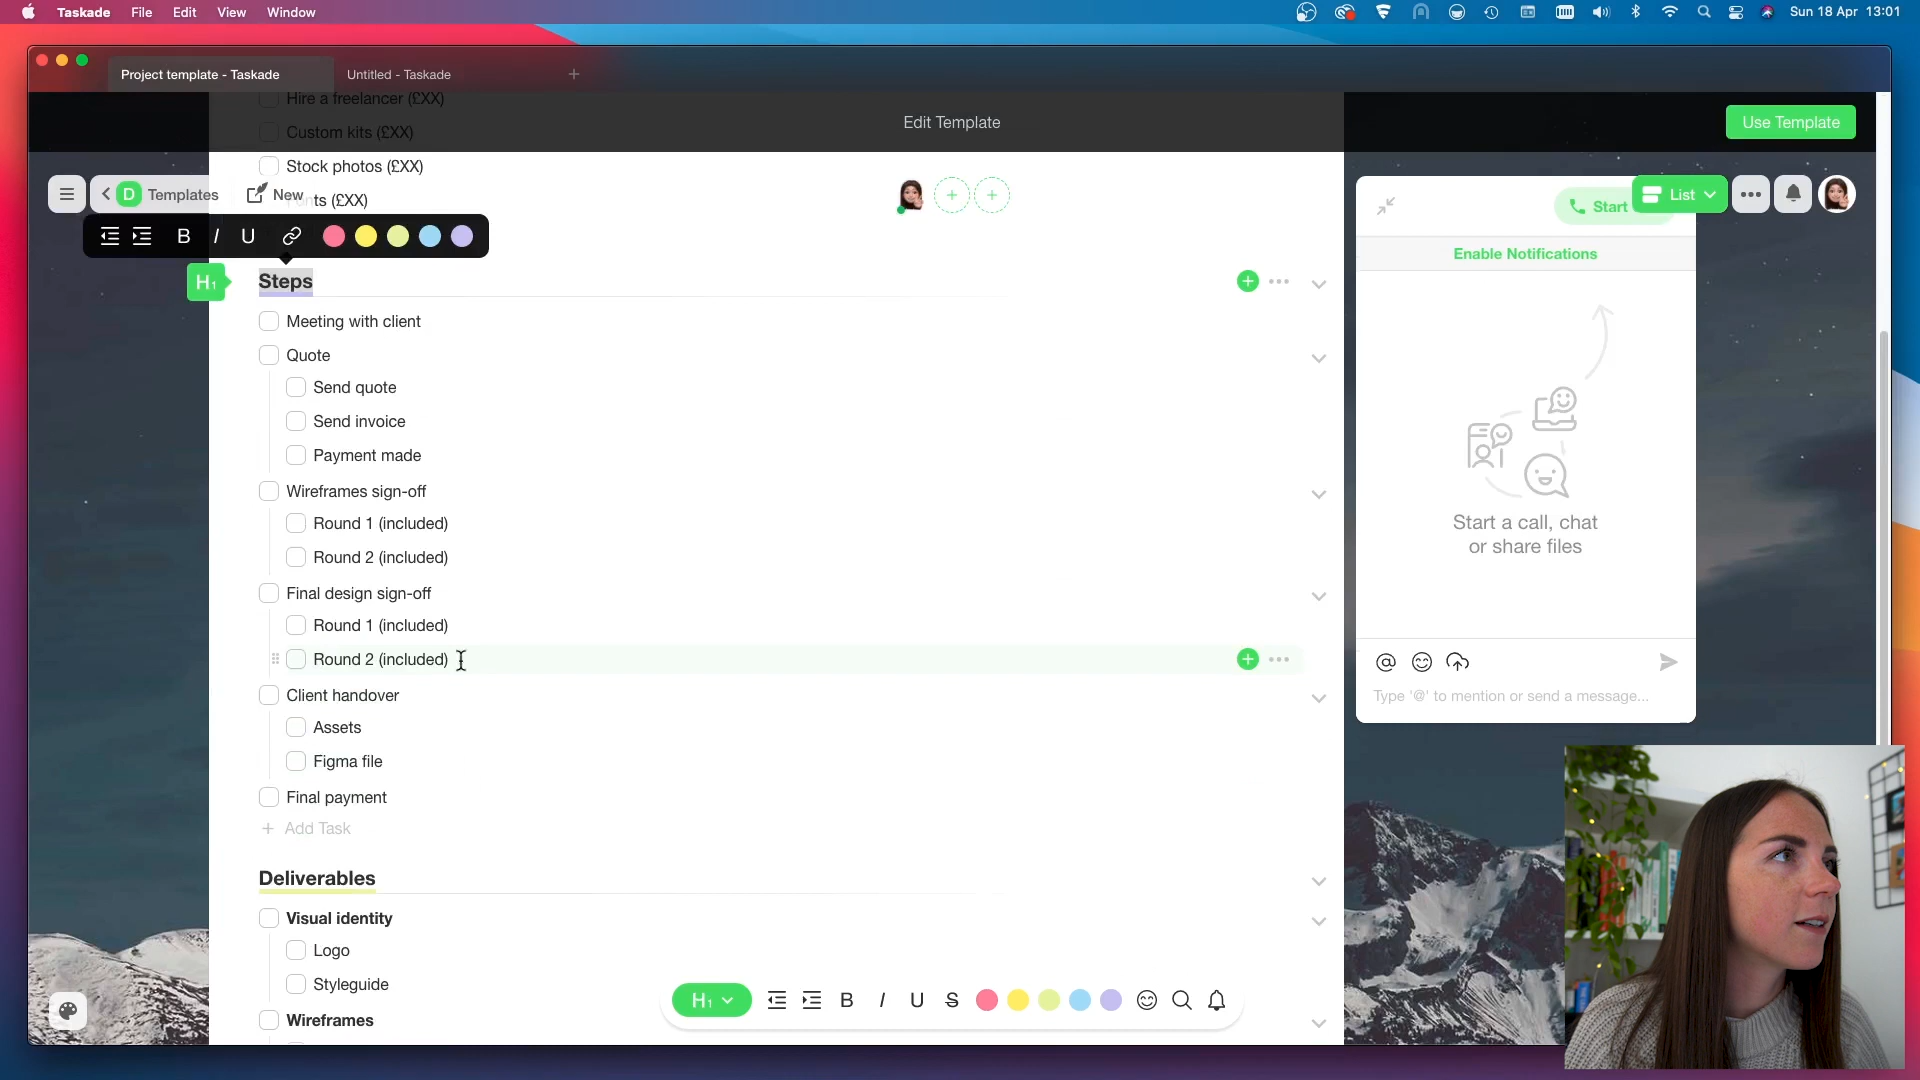 Taskade File Edit View Window
Sun 18 Apr 13:01
Project template - Taskade
Untitled - Taskade
Hire a freelancer (£XX)
Edit Template
Use Template
Custom kits (£XX)
Stock photos (£XX)
D Templates
New
nts (£XX)
List
Start
B I U
Enable Notifications
H1
Steps
Meeting with client
Quote
Send quote
Send invoice
Payment made
Wireframes sign-off
Round 1 (included)
Round 2 (included)
Start a call, chat
or share files
Final design sign-off
Round 1 (included)
Round 2 (included)
Client handover
Type '@' to mention or send a message...
Assets
Figma file
Final payment
+ Add Task
Deliverables
Visual identity
Logo
Styleguide
H1 B I U S
Wireframes